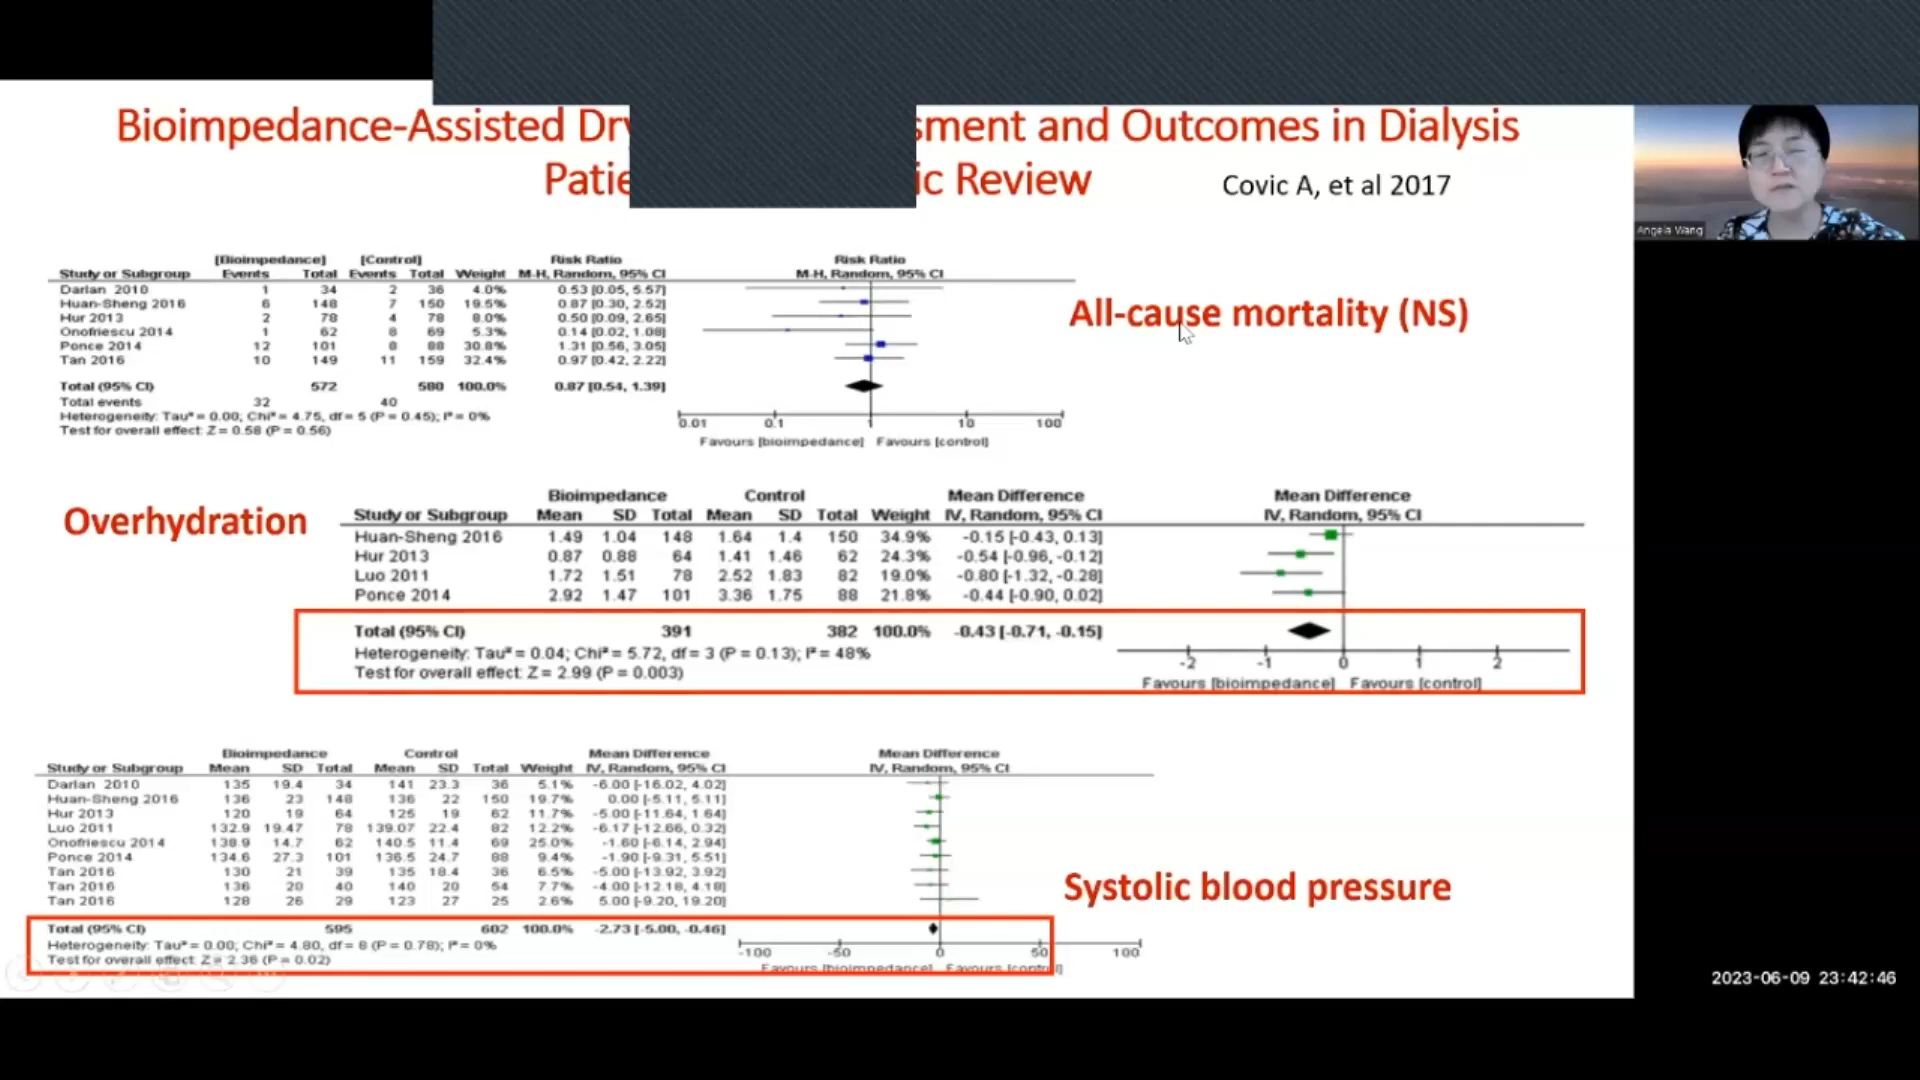 Bioimpedance-Assisted Dry sment and Outcomes in Dialysis
Patie ic Review Covic A, et al 2017
Angela Wang
[Bioimpedance] [Control] Risk Ratio Risk Ratio
Study or Subgroup Events Total Events Total Weight M-H, Random, 95% CI M-H, Random, 95% CI
Darlan 2010 1 34 2 36 4.0% 0.53 [0.05, 5.57]
Huan-Sheng 2016 6 148 7 150 19.5% 0.87 [0.30, 2.52]
Hur 2013 2 78 4 78 8.0% 0.50 [0.09, 2.65]
Onofriescu 2014 1 62 8 69 5.3% 0.14 [0.02, 1.08]
Ponce 2014 12 101 8 88 30.8% 1.31 [0.56, 3.05]
Tan 2016 10 149 11 159 32.4% 0.97 [0.42, 2.22]
All-cause mortality (NS)
Total (95% CI) 572 580 100.0% 0.87 [0.54, 1.39]
Total events 32 40
Heterogeneity: Tau² = 0.00; Chi² = 4.75, df = 5 (P = 0.45); I² = 0%
Test for overall effect: Z = 0.58 (P = 0.56)
0.01 0.1 1 10 100
Favours [bioimpedance] Favours [control]
Overhydration
Bioimpedance Control Mean Difference Mean Difference
Study or Subgroup Mean SD Total Mean SD Total Weight IV, Random, 95% CI IV, Random, 95% CI
Huan-Sheng 2016 1.49 1.04 148 1.64 1.4 150 34.9% -0.15 [-0.43, 0.13]
Hur 2013 0.87 0.88 64 1.41 1.46 62 24.3% -0.54 [-0.96, -0.12]
Luo 2011 1.72 1.51 78 2.52 1.83 82 19.0% -0.80 [-1.32, -0.28]
Ponce 2014 2.92 1.47 101 3.36 1.75 88 21.8% -0.44 [-0.90, 0.02]
Total (95% CI) 391 382 100.0% -0.43 [-0.71, -0.15]
Heterogeneity: Tau² = 0.04; Chi² = 5.72, df = 3 (P = 0.13); I² = 48%
Test for overall effect: Z = 2.99 (P = 0.003)
-2 -1 0 1 2
Favours [bioimpedance] Favours [control]
Bioimpedance Control Mean Difference Mean Difference
Study or Subgroup Mean SD Total Mean SD Total Weight IV, Random, 95% CI IV, Random, 95% CI
Darlan 2010 135 19.4 34 141 23.3 36 5.1% -6.00 [-16.02, 4.02]
Huan-Sheng 2016 136 23 148 136 22 150 19.7% 0.00 [-5.11, 5.11]
Hur 2013 120 19 64 125 19 62 11.7% -5.00 [-11.64, 1.64]
Luo 2011 132.9 19.47 78 139.07 22.4 82 12.2% -6.17 [-12.66, 0.32]
Onofriescu 2014 138.9 14.7 62 140.5 11.4 69 25.0% -1.60 [-6.14, 2.94]
Ponce 2014 134.6 27.3 101 136.5 24.7 88 9.4% -1.90 [-9.31, 5.51]
Tan 2016 130 21 39 135 18.4 36 6.5% -5.00 [-13.92, 3.92]
Tan 2016 136 20 40 140 20 54 7.7% -4.00 [-12.18, 4.18]
Tan 2016 128 26 29 123 27 25 2.6% 5.00 [-9.20, 19.20]
Systolic blood pressure
Total (95% CI) 595 602 100.0% -2.73 [-5.00, -0.46]
Heterogeneity: Tau² = 0.00; Chi² = 4.80, df = 8 (P = 0.78); I² = 0%
Test for overall effect: Z = 2.36 (P = 0.02)
-100 -50 0 50 100
Favours [bioimpedance] Favours [control]
2023-06-09 23:42:46